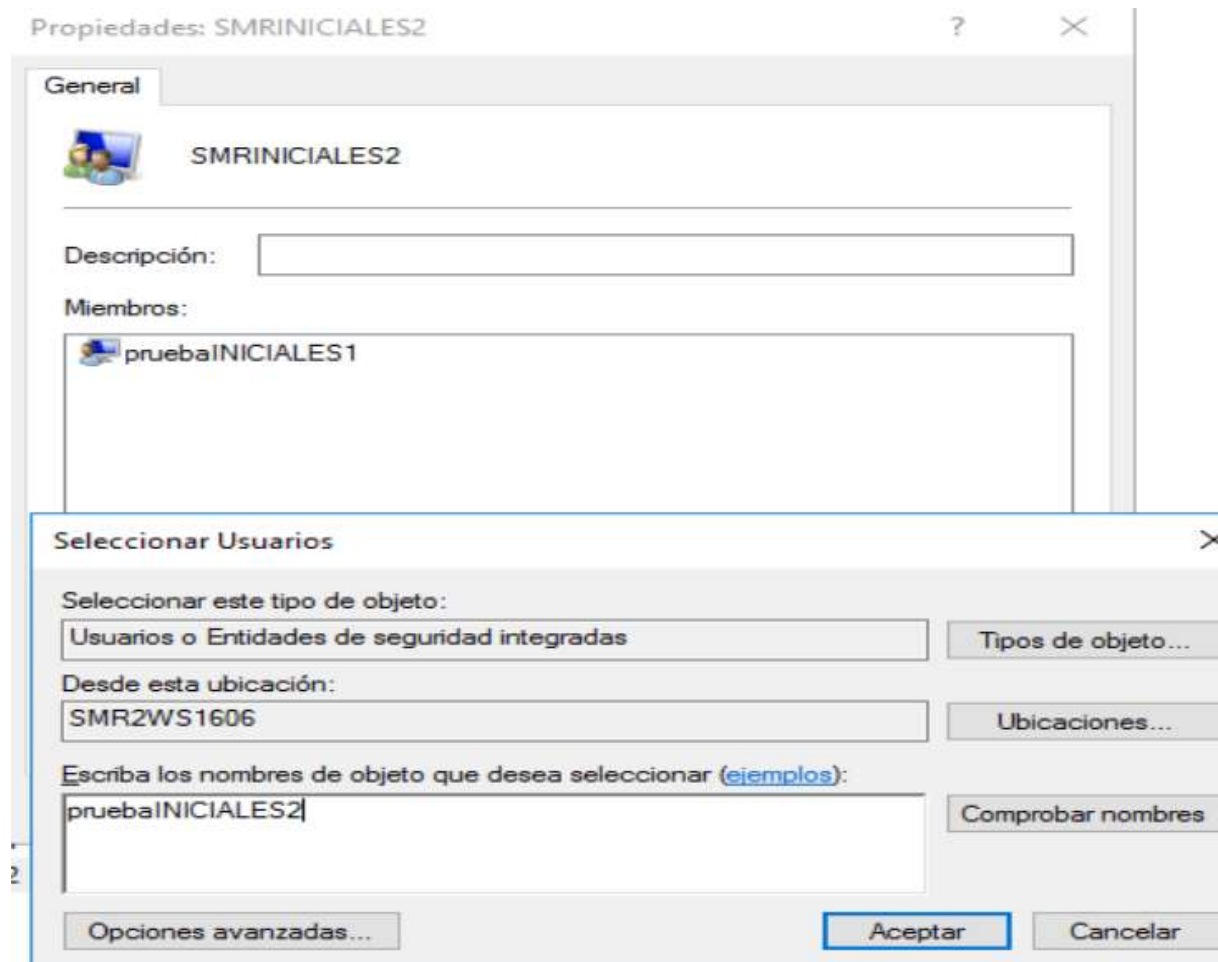 Propiedades: SMRINICIALES2 ?
General
SMRINICIALES2
Descripción:
Miembros:
pruebaINICIALES1
Seleccionar Usuarios
Seleccionar este tipo de objeto:
Usuarios o Entidades de seguridad integradas Tipos de objeto...
Desde esta ubicación:
SMR2WS1606 Ubicaciones...
Escriba los nombres de objeto que desea seleccionar (ejemplos):
pruebaINICIALES2 Comprobar nombres
2
Opciones avanzadas... Aceptar Cancelar